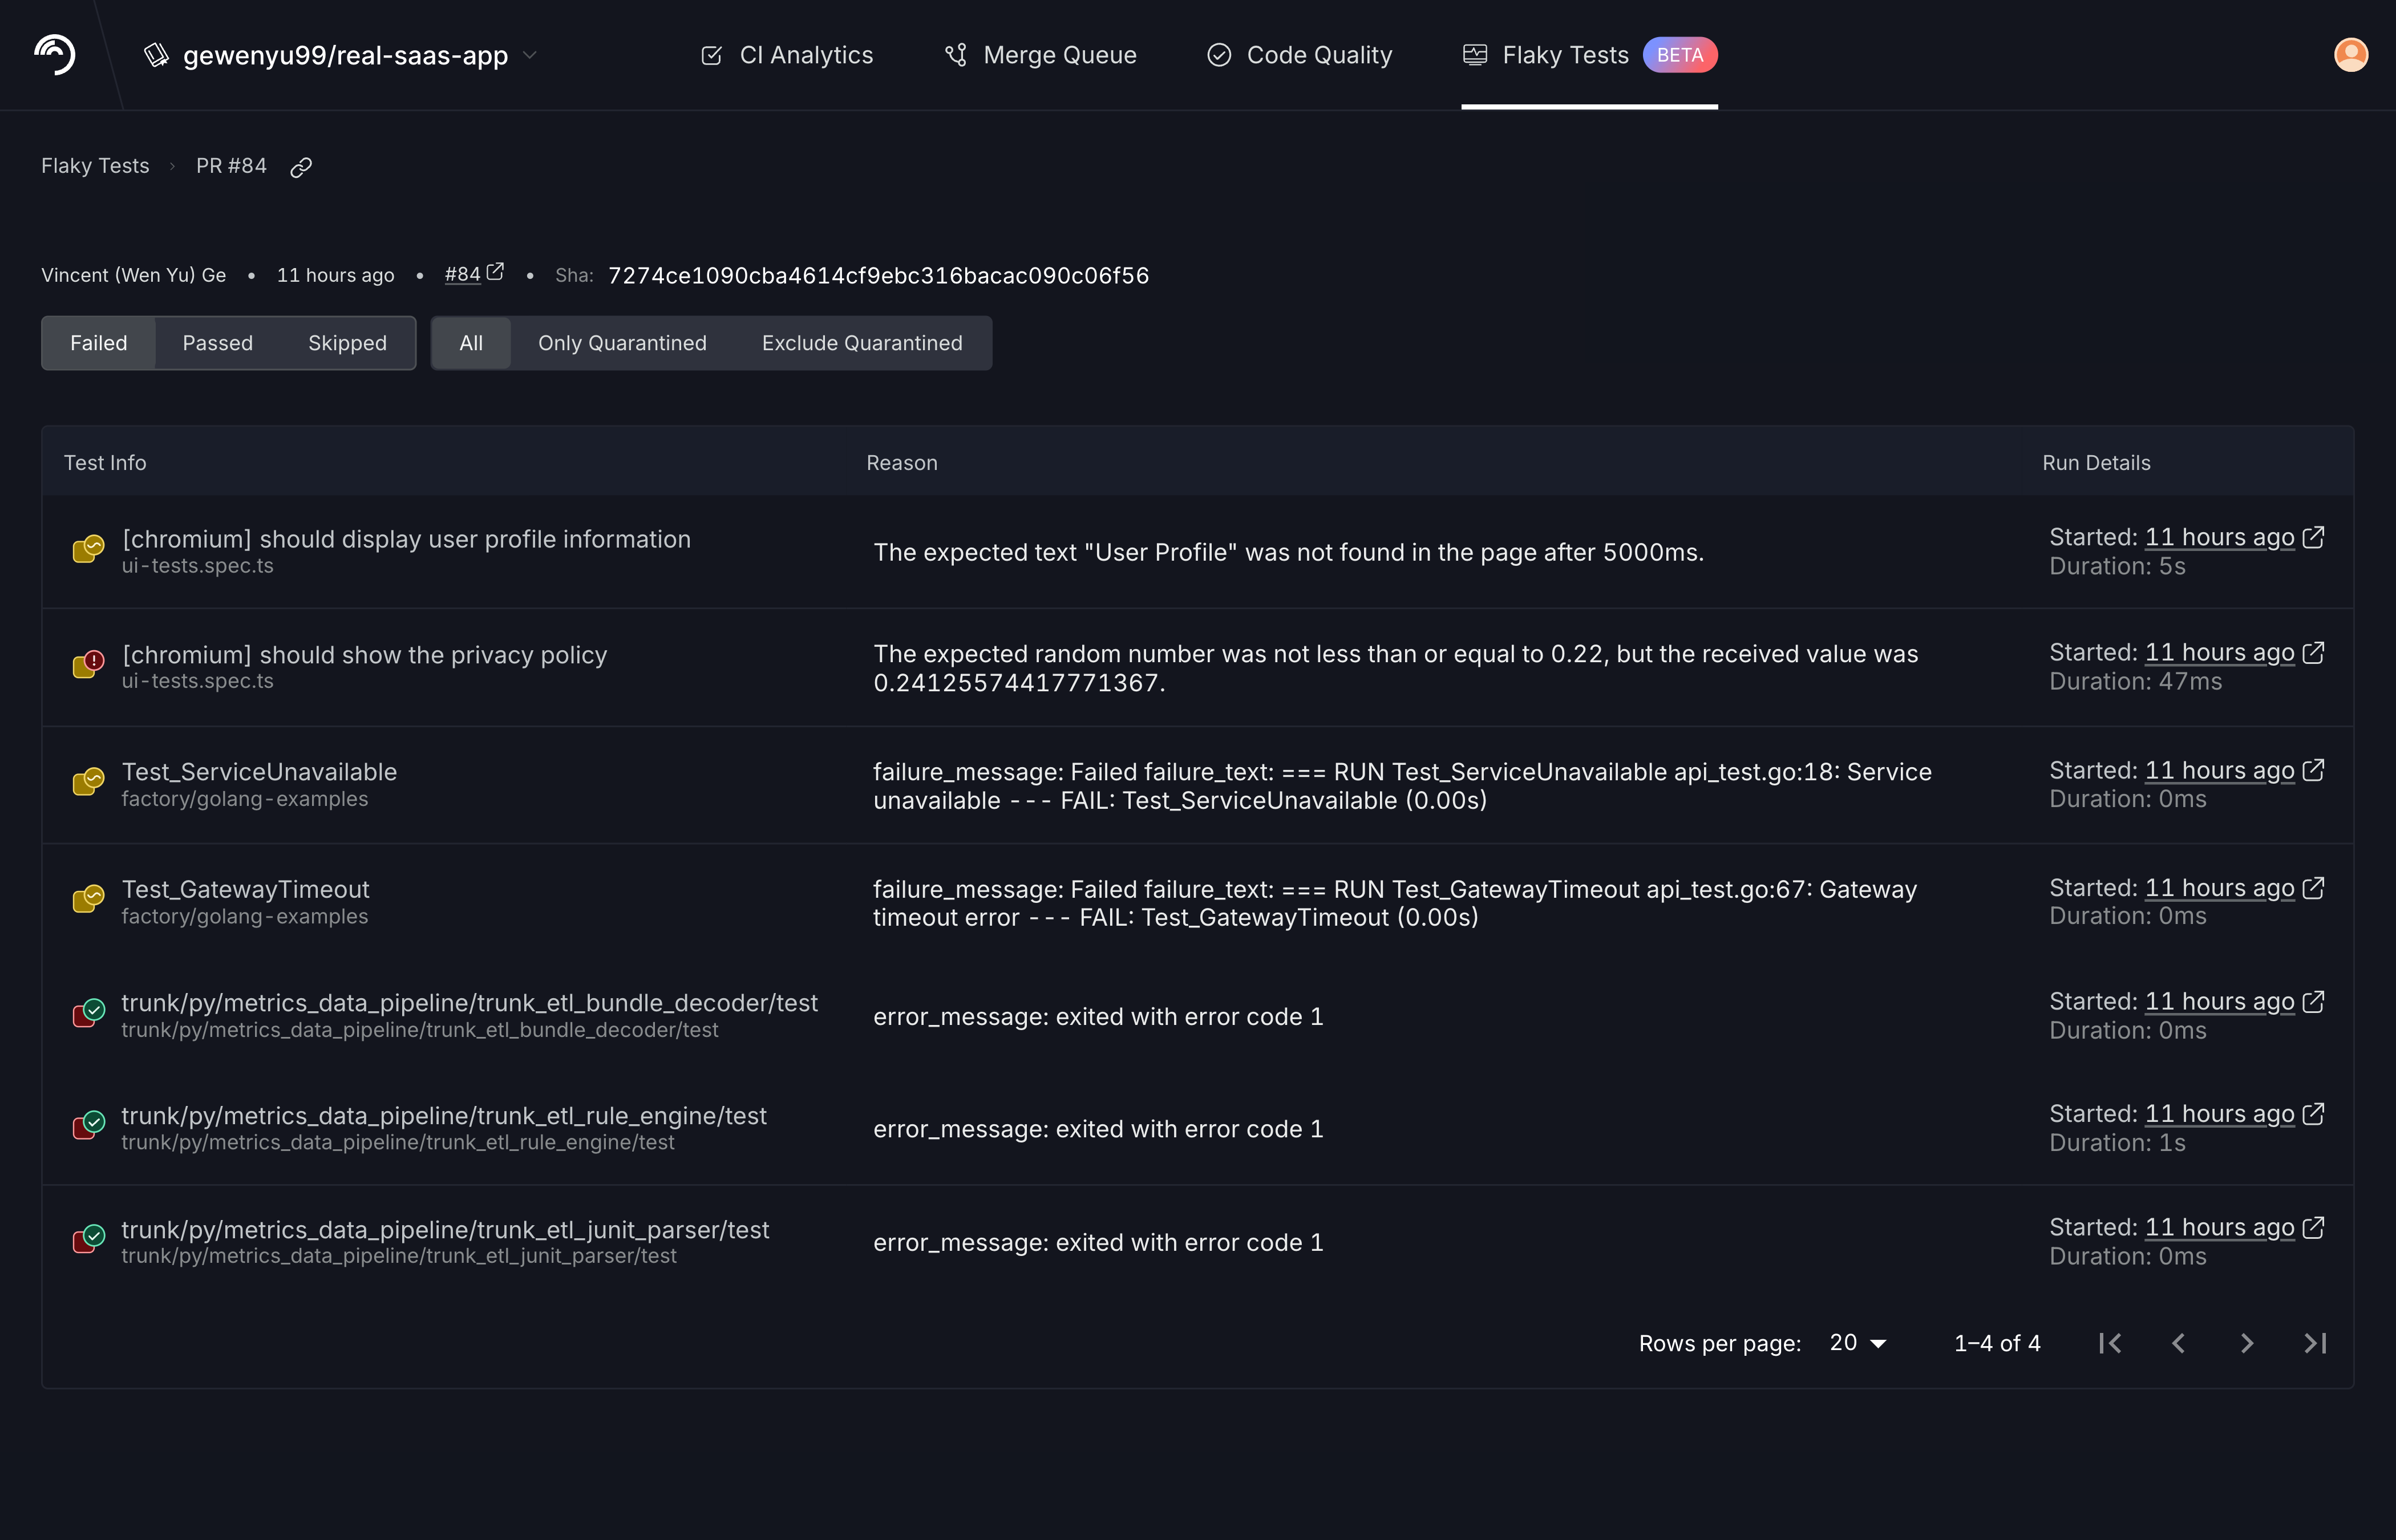 gewenyu99/real-saas-app
CI Analytics
Merge Queue
Code Quality
Flaky Tests
BETA
Flaky Tests
PR #84
Vincent (Wen Yu) Ge • 11 hours ago • #84 • Sha: 7274ce1090cba4614cf9ebc316bacac090c06f56
Failed
Passed
Skipped
All
Only Quarantined
Exclude Quarantined
Test Info
Reason
Run Details
[chromium] should display user profile information
ui-tests.spec.ts
The expected text "User Profile" was not found in the page after 5000ms.
Started: 11 hours ago
Duration: 5s
[chromium] should show the privacy policy
ui-tests.spec.ts
The expected random number was not less than or equal to 0.22, but the received value was
0.24125574417771367.
Started: 11 hours ago
Duration: 47ms
Test_ServiceUnavailable
factory/golang-examples
failure_message: Failed failure_text: === RUN Test_ServiceUnavailable api_test.go:18: Service
unavailable --- FAIL: Test_ServiceUnavailable (0.00s)
Started: 11 hours ago
Duration: 0ms
Test_GatewayTimeout
factory/golang-examples
failure_message: Failed failure_text: === RUN Test_GatewayTimeout api_test.go:67: Gateway
timeout error --- FAIL: Test_GatewayTimeout (0.00s)
Started: 11 hours ago
Duration: 0ms
trunk/py/metrics_data_pipeline/trunk_etl_bundle_decoder/test
trunk/py/metrics_data_pipeline/trunk_etl_bundle_decoder/test
error_message: exited with error code 1
Started: 11 hours ago
Duration: 0ms
trunk/py/metrics_data_pipeline/trunk_etl_rule_engine/test
trunk/py/metrics_data_pipeline/trunk_etl_rule_engine/test
error_message: exited with error code 1
Started: 11 hours ago
Duration: 1s
trunk/py/metrics_data_pipeline/trunk_etl_junit_parser/test
trunk/py/metrics_data_pipeline/trunk_etl_junit_parser/test
error_message: exited with error code 1
Started: 11 hours ago
Duration: 0ms
Rows per page: 20
1–4 of 4